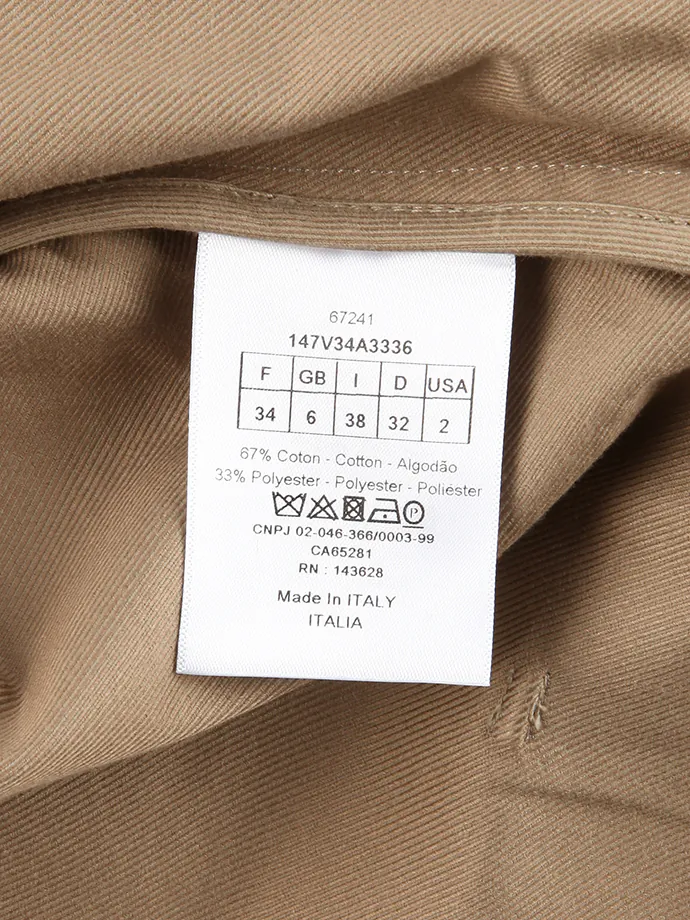 67241
147V34A3336
F GB I D USA
34 6 38 32 2
67% Coton - Cotton - Algodão
33% Polyester - Polyester - Poliéster
P
CNPJ 02-046-366/0003-99
CA65281
RN : 143628
Made In ITALY
ITALIA